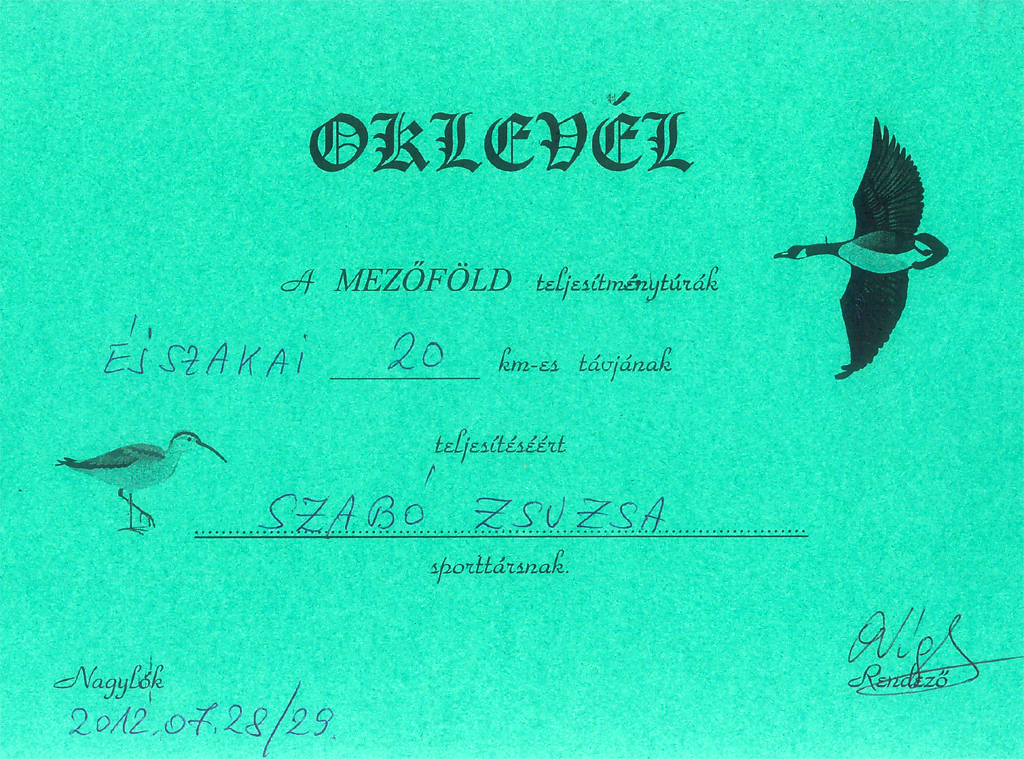 OKLEVÉL
A MEZŐFÖLD teljesítménytúrák
ÉJSZAKAI 20 km-es távjának
teljesítéséért
SZABÓ ZSUZSA
sporttársnak.
Rendező
Nagylók
2012.07.28/29.